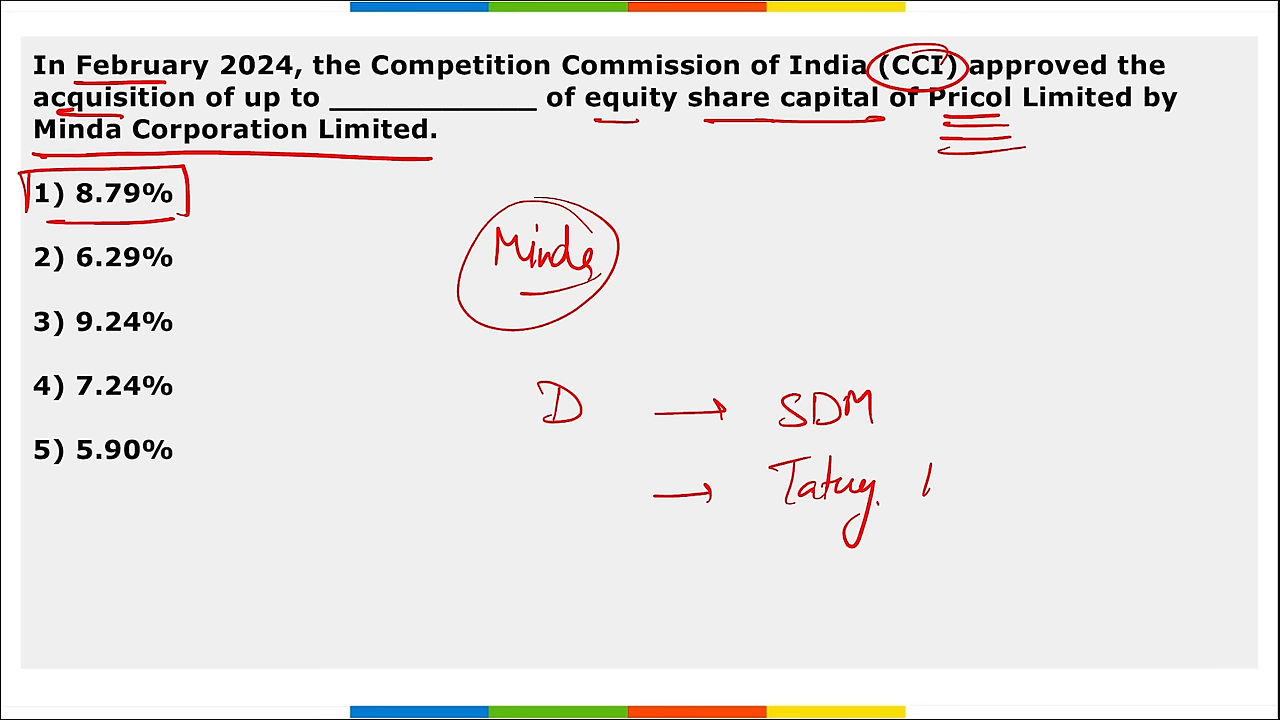 In February 2024, the Competition Commission of India (CCI) approved the
acquisition of up to ______________ of equity share capital of Pricol Limited by
Minda Corporation Limited.
1) 8.79%
2) 6.29%
3) 9.24%
4) 7.24%
5) 5.90%
Minda
D → SDM
→